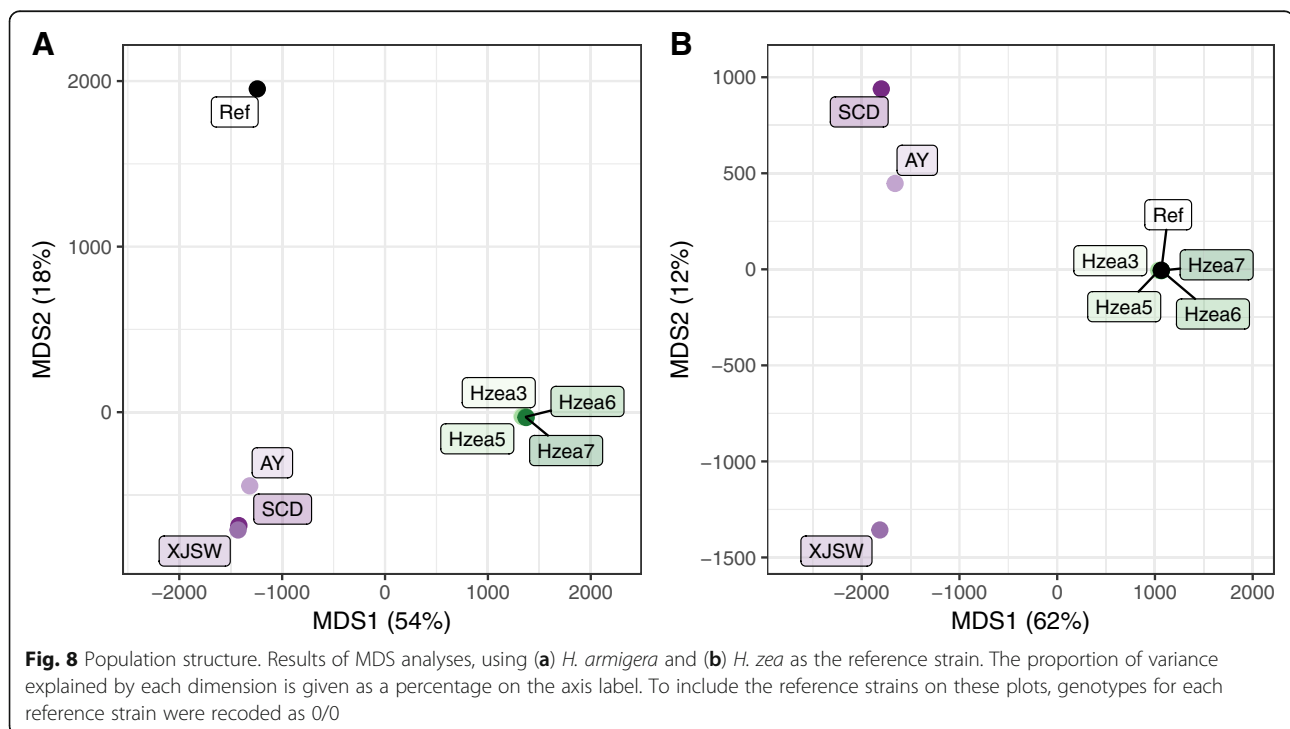 A
2000
1000
0
MDS2 (18%)
Ref
Hzea3
Hzea6
Hzea5
Hzea7
AY
SCD
XJSW
−2000 −1000 0 1000 2000
MDS1 (54%)
B
1000
500
0
−500
−1000
−1500
MDS2 (12%)
SCD
AY
Ref
Hzea3
Hzea7
Hzea5
Hzea6
XJSW
−2000 −1000 0 1000 2000
MDS1 (62%)
Fig. 8 Population structure. Results of MDS analyses, using (a) H. armigera and (b) H. zea as the reference strain. The proportion of variance
explained by each dimension is given as a percentage on the axis label. To include the reference strains on these plots, genotypes for each
reference strain were recoded as 0/0